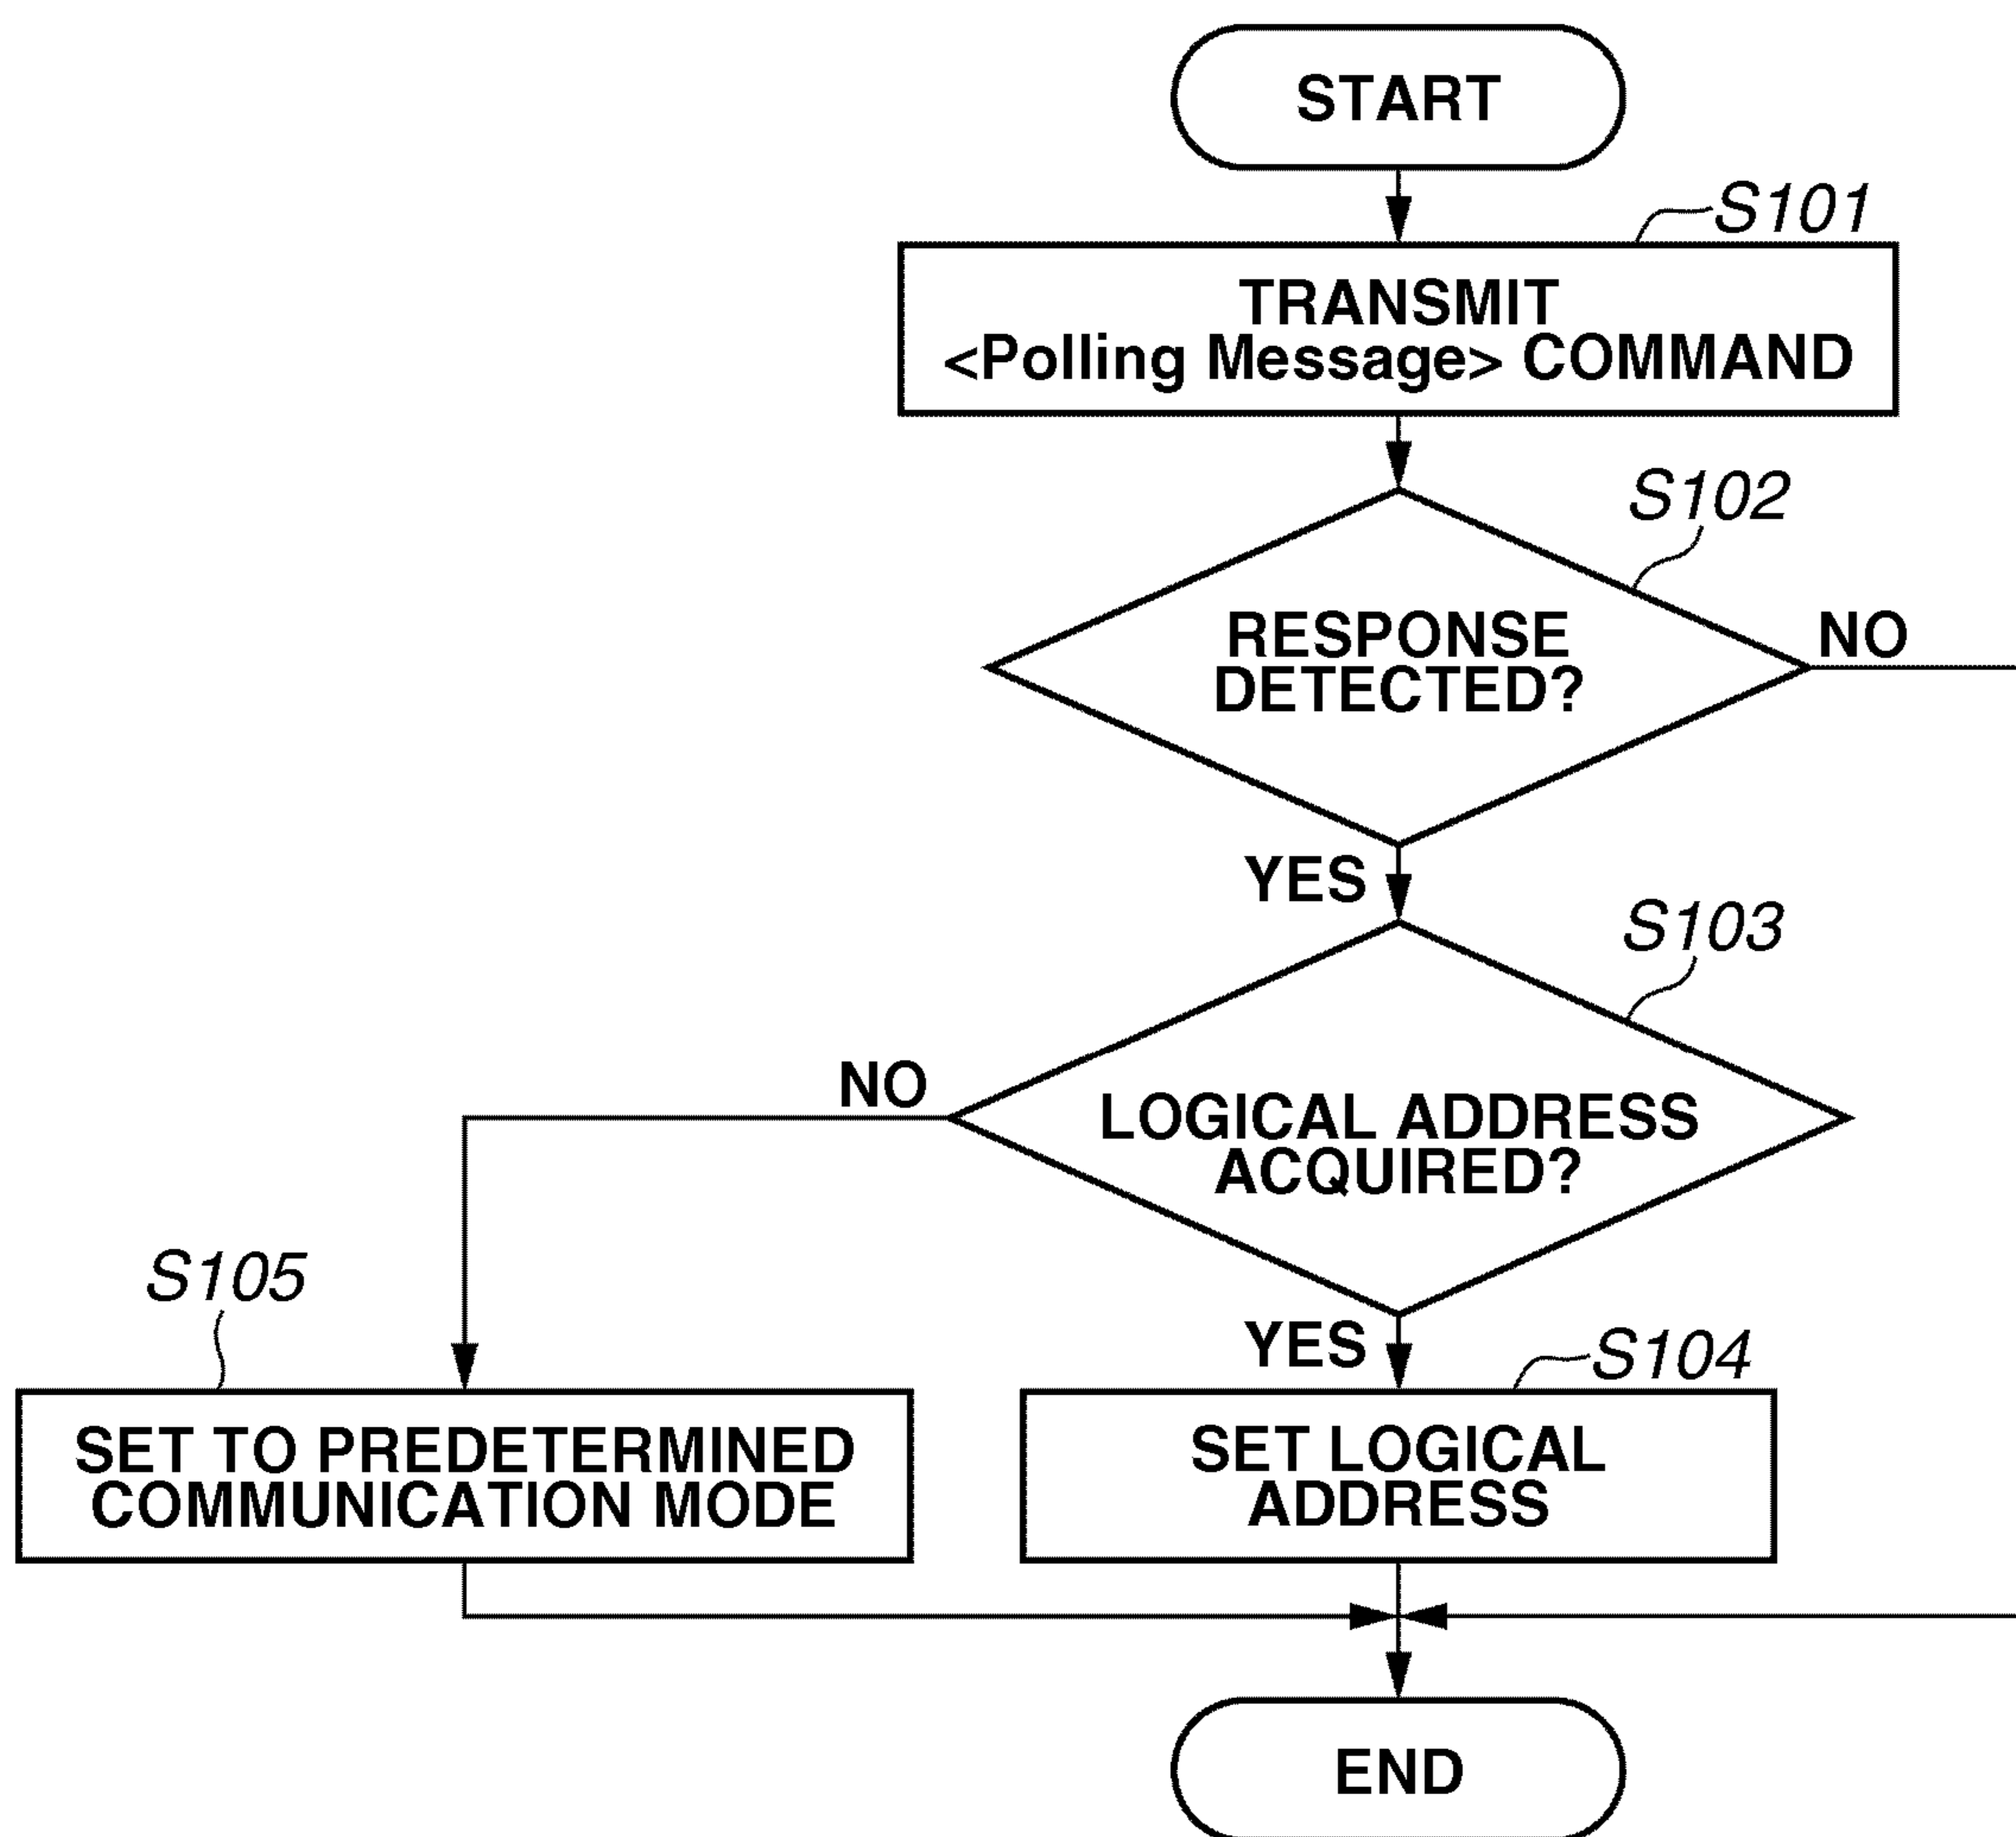 START
S101
TRANSMIT
<Polling Message> COMMAND
S102
RESPONSE
DETECTED?
NO
YES
S103
LOGICAL ADDRESS
ACQUIRED?
NO
YES
S105
SET TO PREDETERMINED
COMMUNICATION MODE
S104
SET LOGICAL
ADDRESS
END